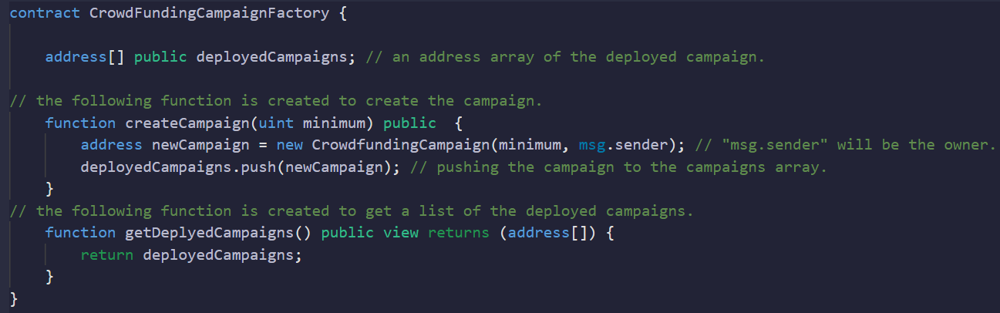 contract CrowdFundingCampaignFactory {
address[] public deployedCampaigns; // an address array of the deployed campaign.
// the following function is created to create the campaign.
function createCampaign(uint minimum) public  {
address newCampaign = new CrowdfundingCampaign(minimum, msg.sender); // "msg.sender" will be the owner.
deployedCampaigns.push(newCampaign); // pushing the campaign to the campaigns array.
}
// the following function is created to get a list of the deployed campaigns.
function getDeplyedCampaigns() public view returns (address[]) {
return deployedCampaigns;
}
}